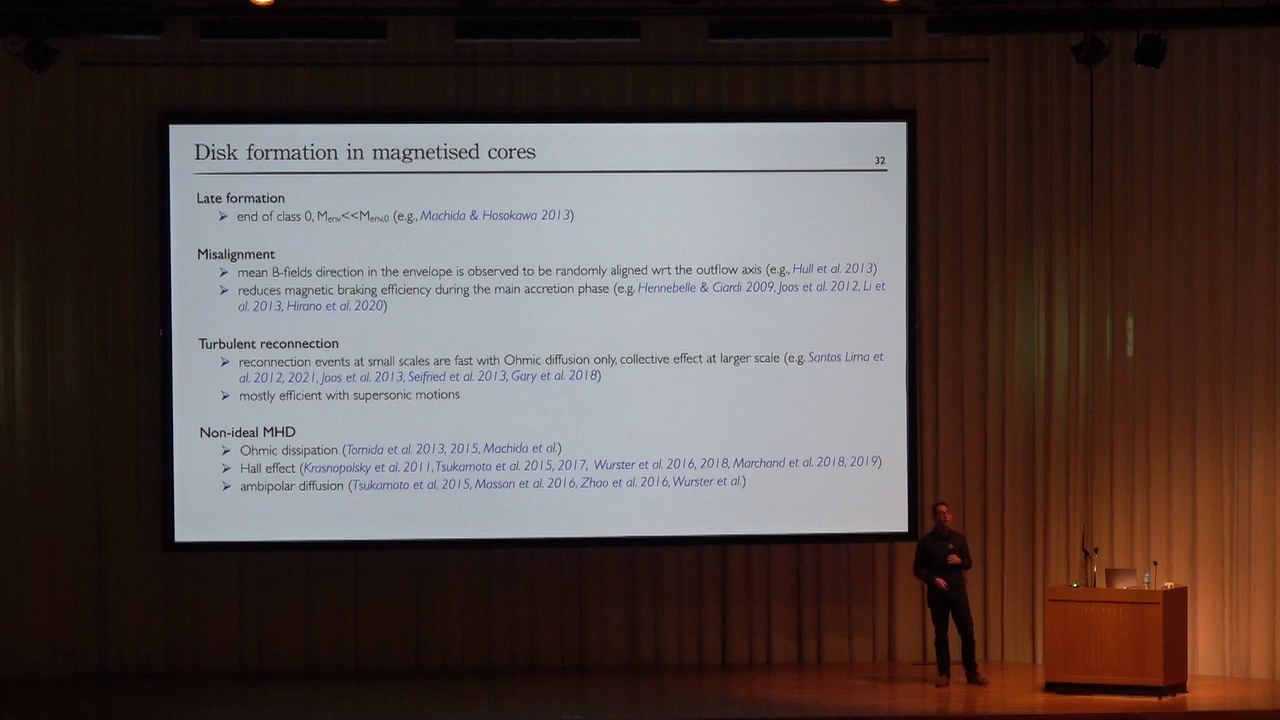 Disk formation in magnetised cores
32
Late formation
➤ end of class 0, Menv<<Menv,0 (e.g., Machida & Hosokawa 2013)
Misalignment
➤ mean B-fields direction in the envelope is observed to be randomly aligned wrt the outflow axis (e.g., Hull et al. 2013)
➤ reduces magnetic braking efficiency during the main accretion phase (e.g. Hennebelle & Ciardi 2009, Joos et al. 2012, Li et
al. 2013, Hirano et al. 2020)
Turbulent reconnection
➤ reconnection events at small scales are fast with Ohmic diffusion only, collective effect at larger scale (e.g. Santos Lima et
al. 2012, 2021, Joos et al. 2013, Seifried et al. 2013, Gary et al. 2018)
➤ mostly efficient with supersonic motions
Non-ideal MHD
➤ Ohmic dissipation (Tomida et al. 2013, 2015, Machida et al.)
➤ Hall effect (Krasnopolsky et al. 2011, Tsukamoto et al. 2015, 2017, Wurster et al. 2016, 2018, Marchand et al. 2018, 2019)
➤ ambipolar diffusion (Tsukamoto et al. 2015, Masson et al. 2016, Zhao et al. 2016, Wurster et al.)